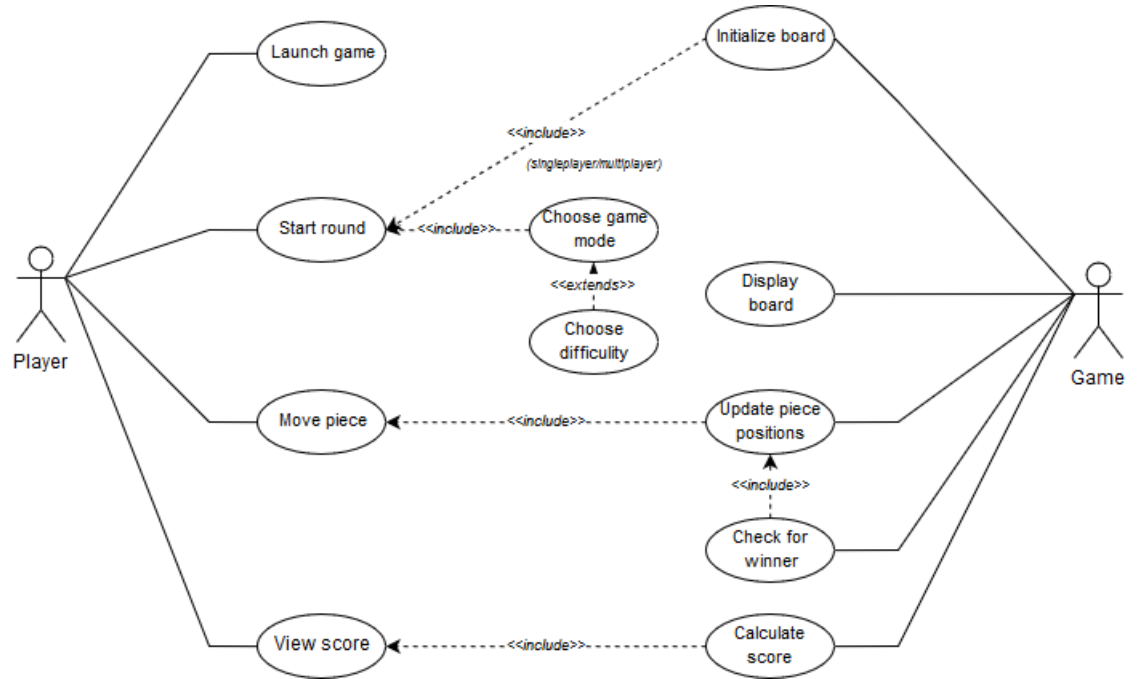 Launch game
Initialize board
<<include>>
(singleplayer/multiplayer)
Start round
<<include>>
Choose game
mode
<<extends>>
Display
board
Choose
difficulity
Player
Game
Move piece
<<include>>
Update piece
positions
<<include>>
Check for
winner
View score
<<include>>
Calculate
score